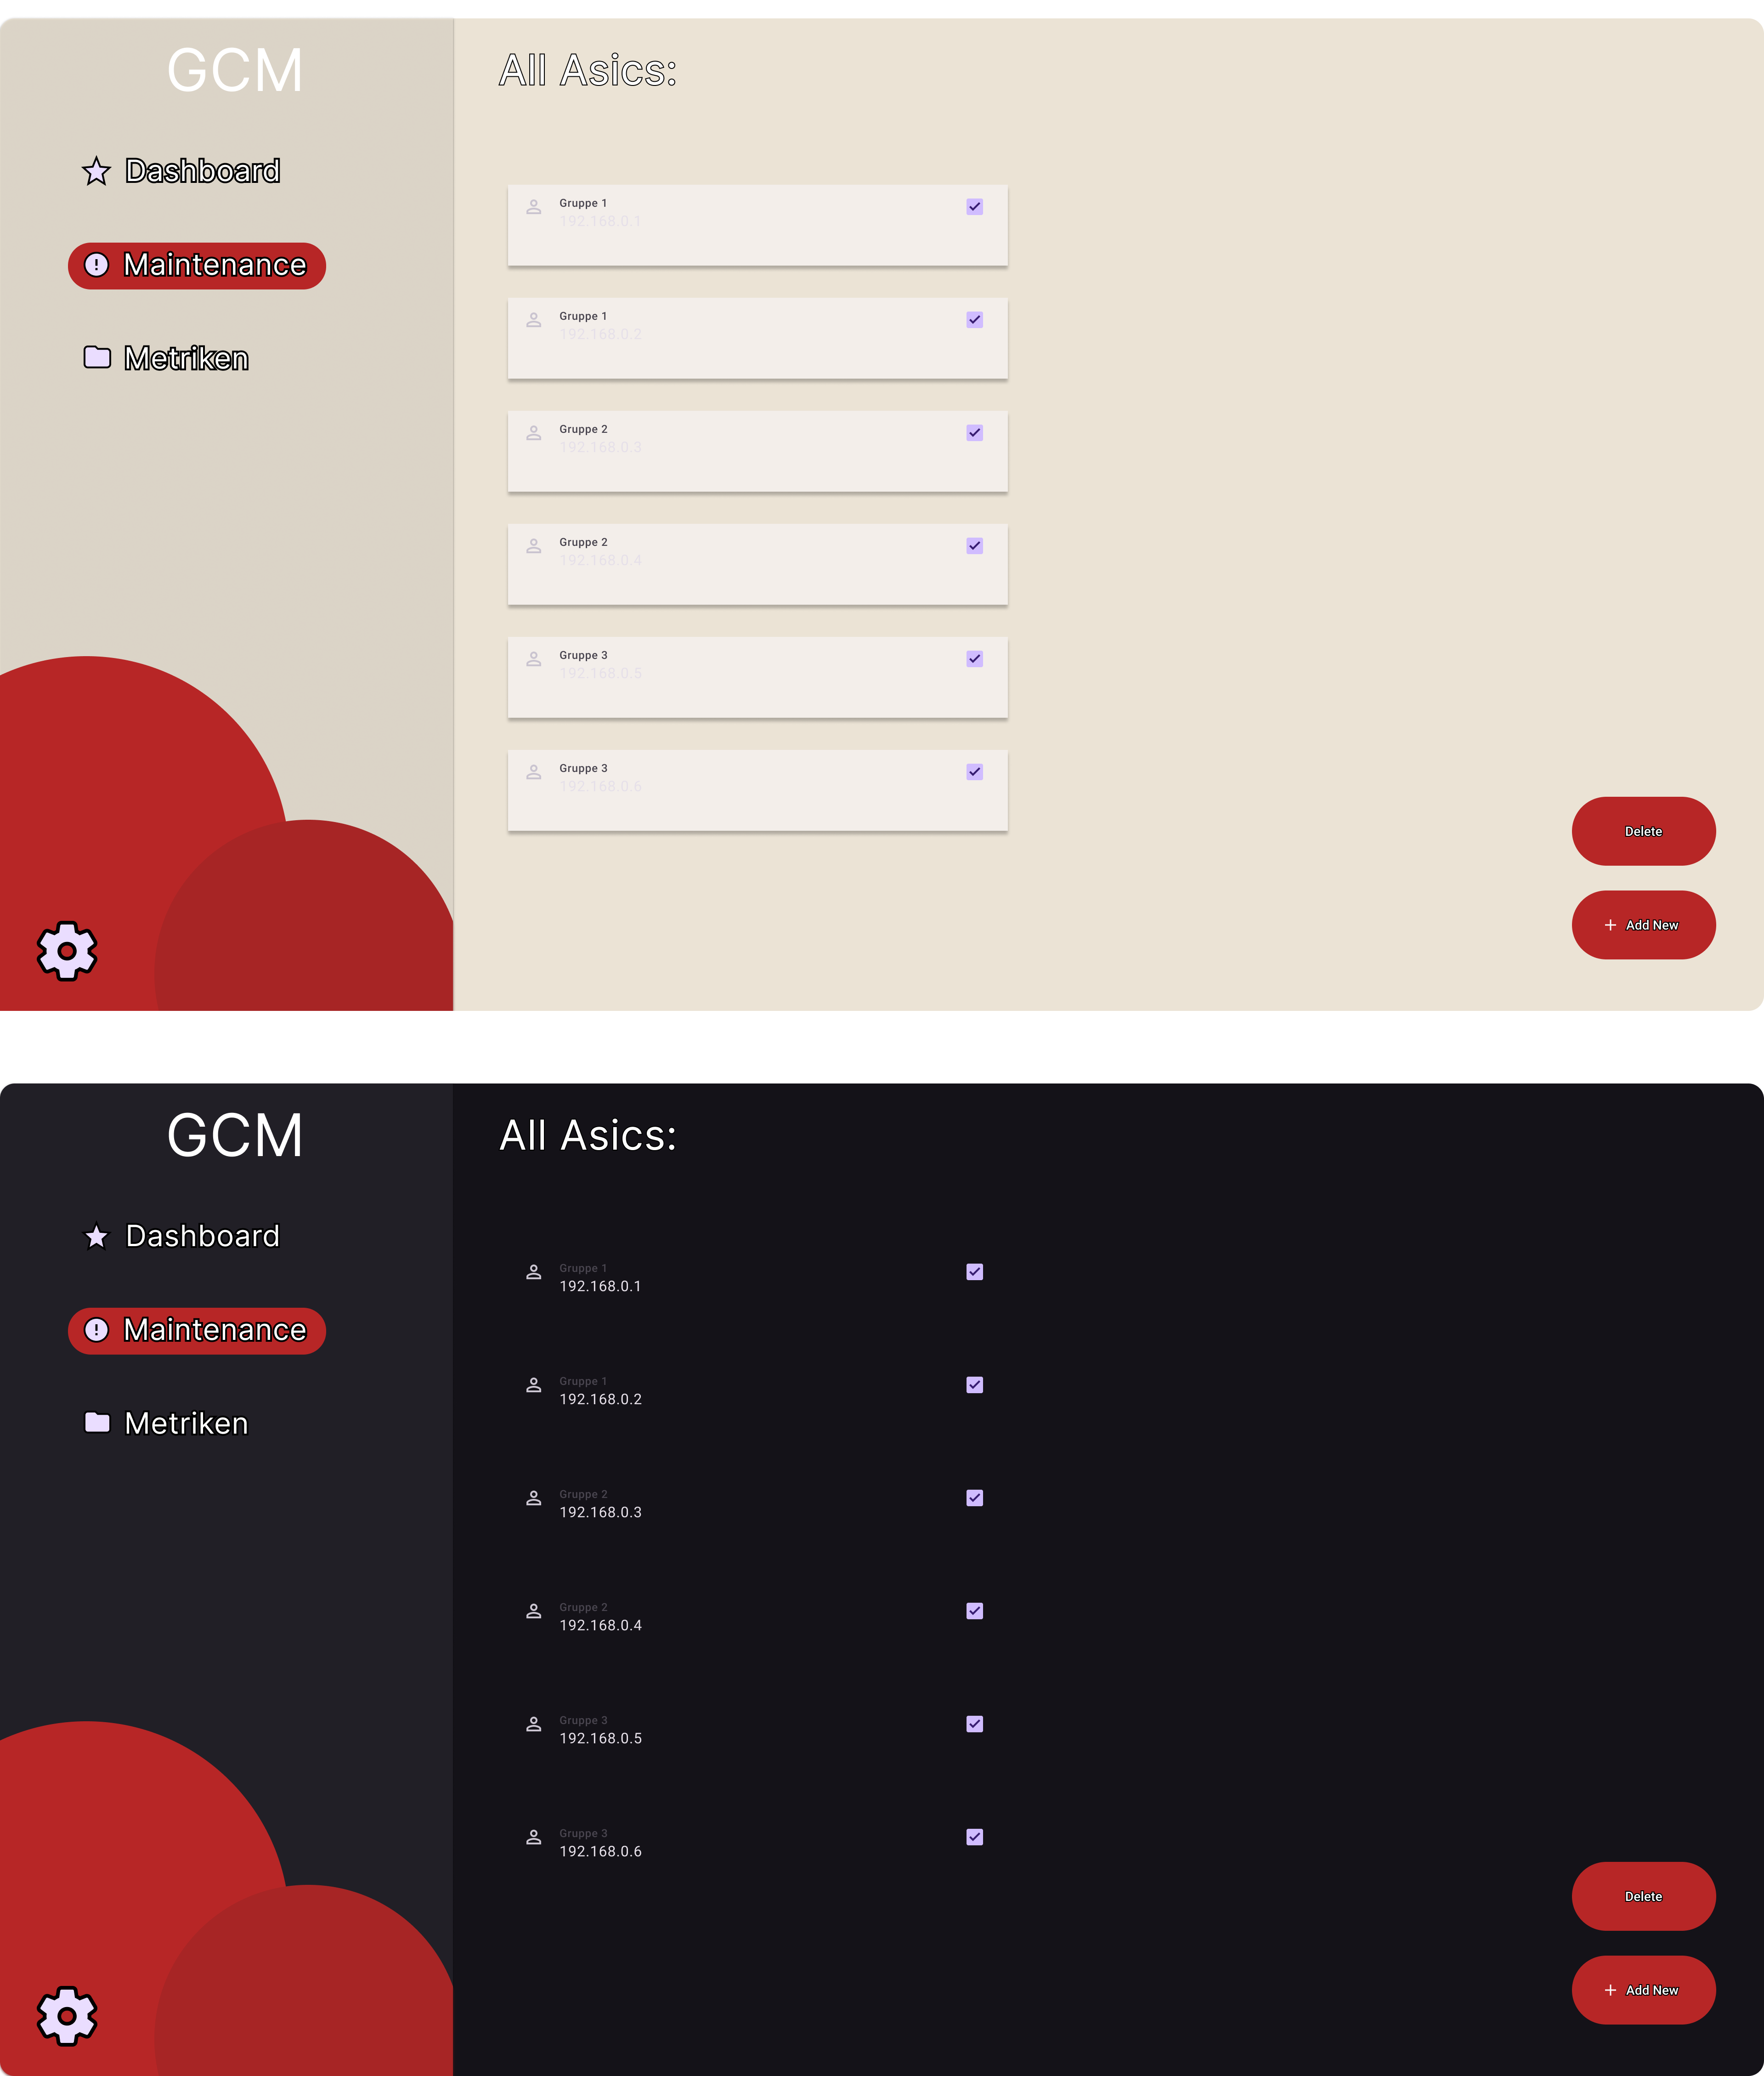 GCM
Dashboard
Maintenance
Metriken
All Asics:
Gruppe 1
192.168.0.1
Gruppe 1
192.168.0.2
Gruppe 2
192.168.0.3
Gruppe 2
192.168.0.4
Gruppe 3
192.168.0.5
Gruppe 3
192.168.0.6
Delete
Add New
GCM
Dashboard
Maintenance
Metriken
All Asics:
Gruppe 1
192.168.0.1
Gruppe 1
192.168.0.2
Gruppe 2
192.168.0.3
Gruppe 2
192.168.0.4
Gruppe 3
192.168.0.5
Gruppe 3
192.168.0.6
Delete
Add New